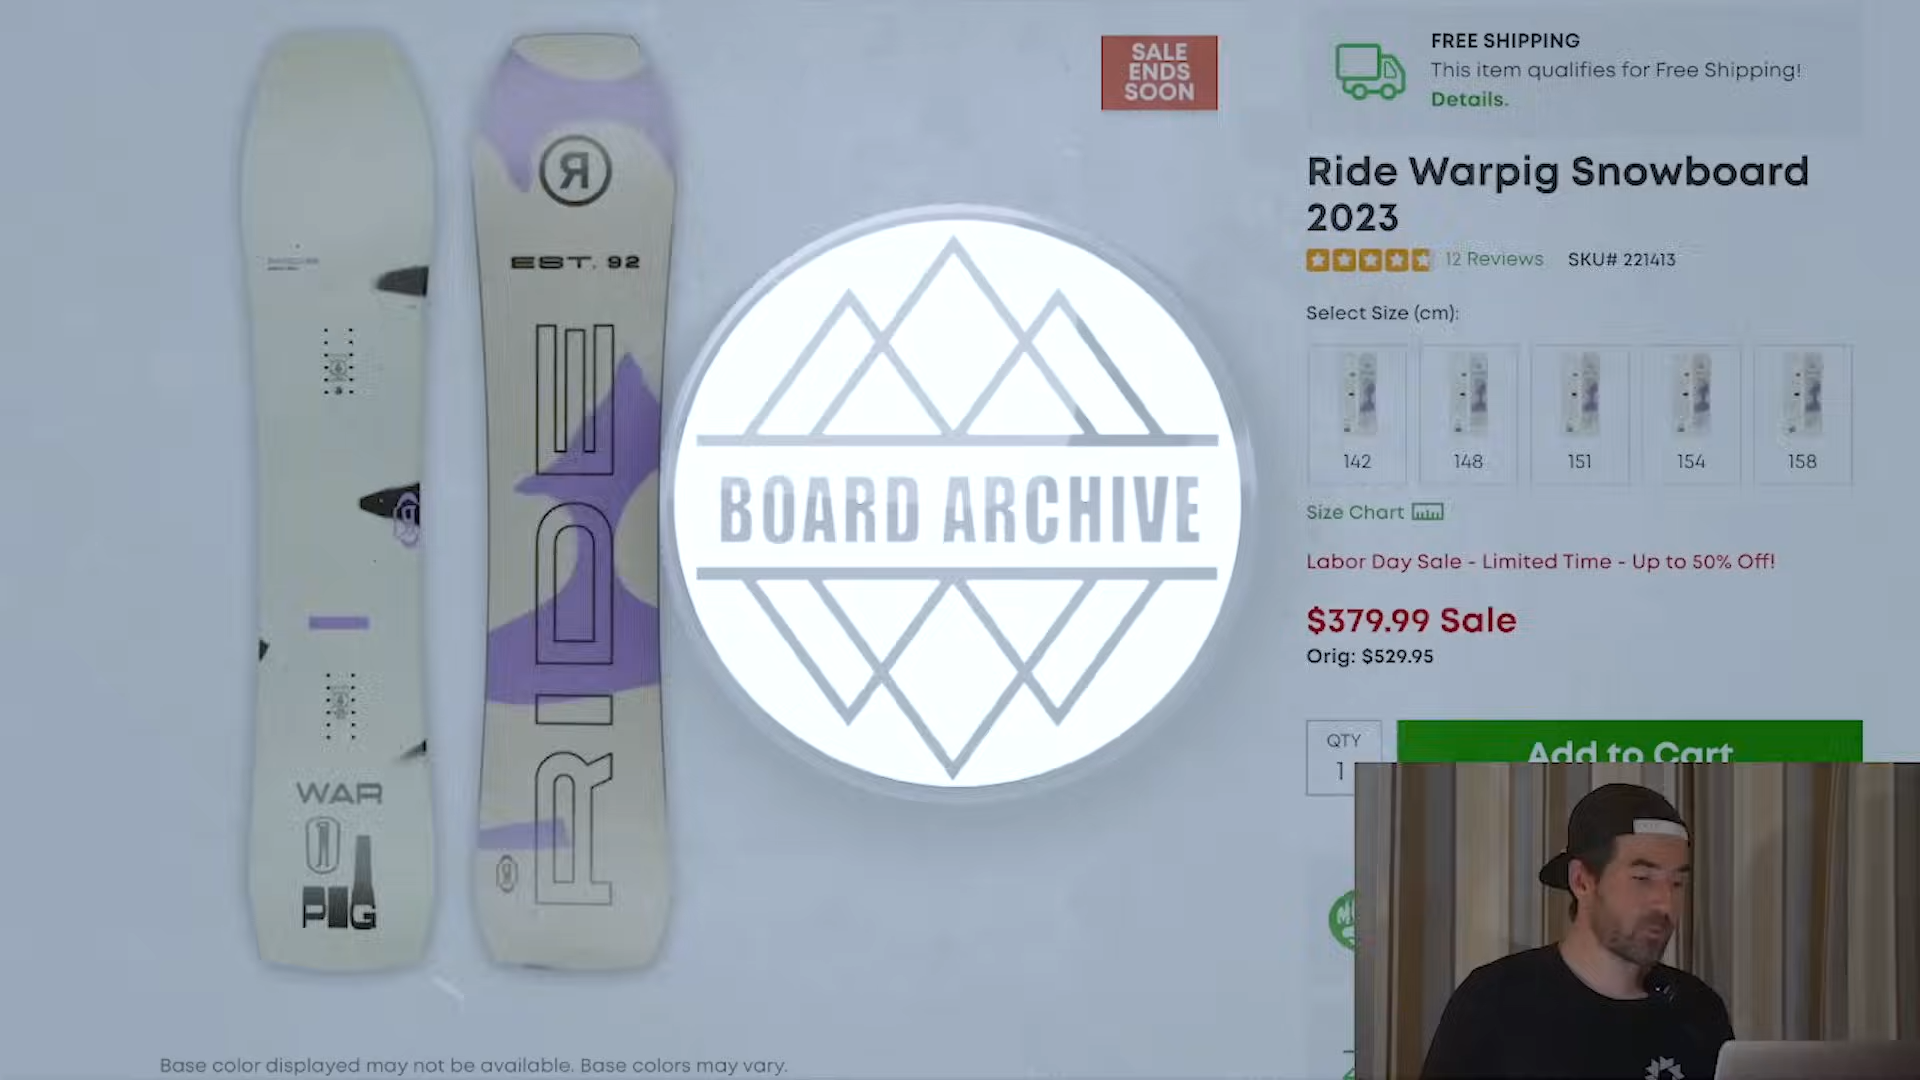 SALE
ENDS
SOON
FREE SHIPPING
This item qualifies for Free Shipping!
Details.
Ride Warpig Snowboard
2023
12 Reviews SKU# 221413
Select Size (cm):
142 148 151 154 158
Size Chart
Labor Day Sale - Limited Time - Up to 50% Off!
$379.99 Sale
Orig: $529.95
QTY
1
Add to Cart
EST. 92
RIDE
WAR
PIG
BOARD ARCHIVE
Base color displayed may not be available. Base colors may vary.